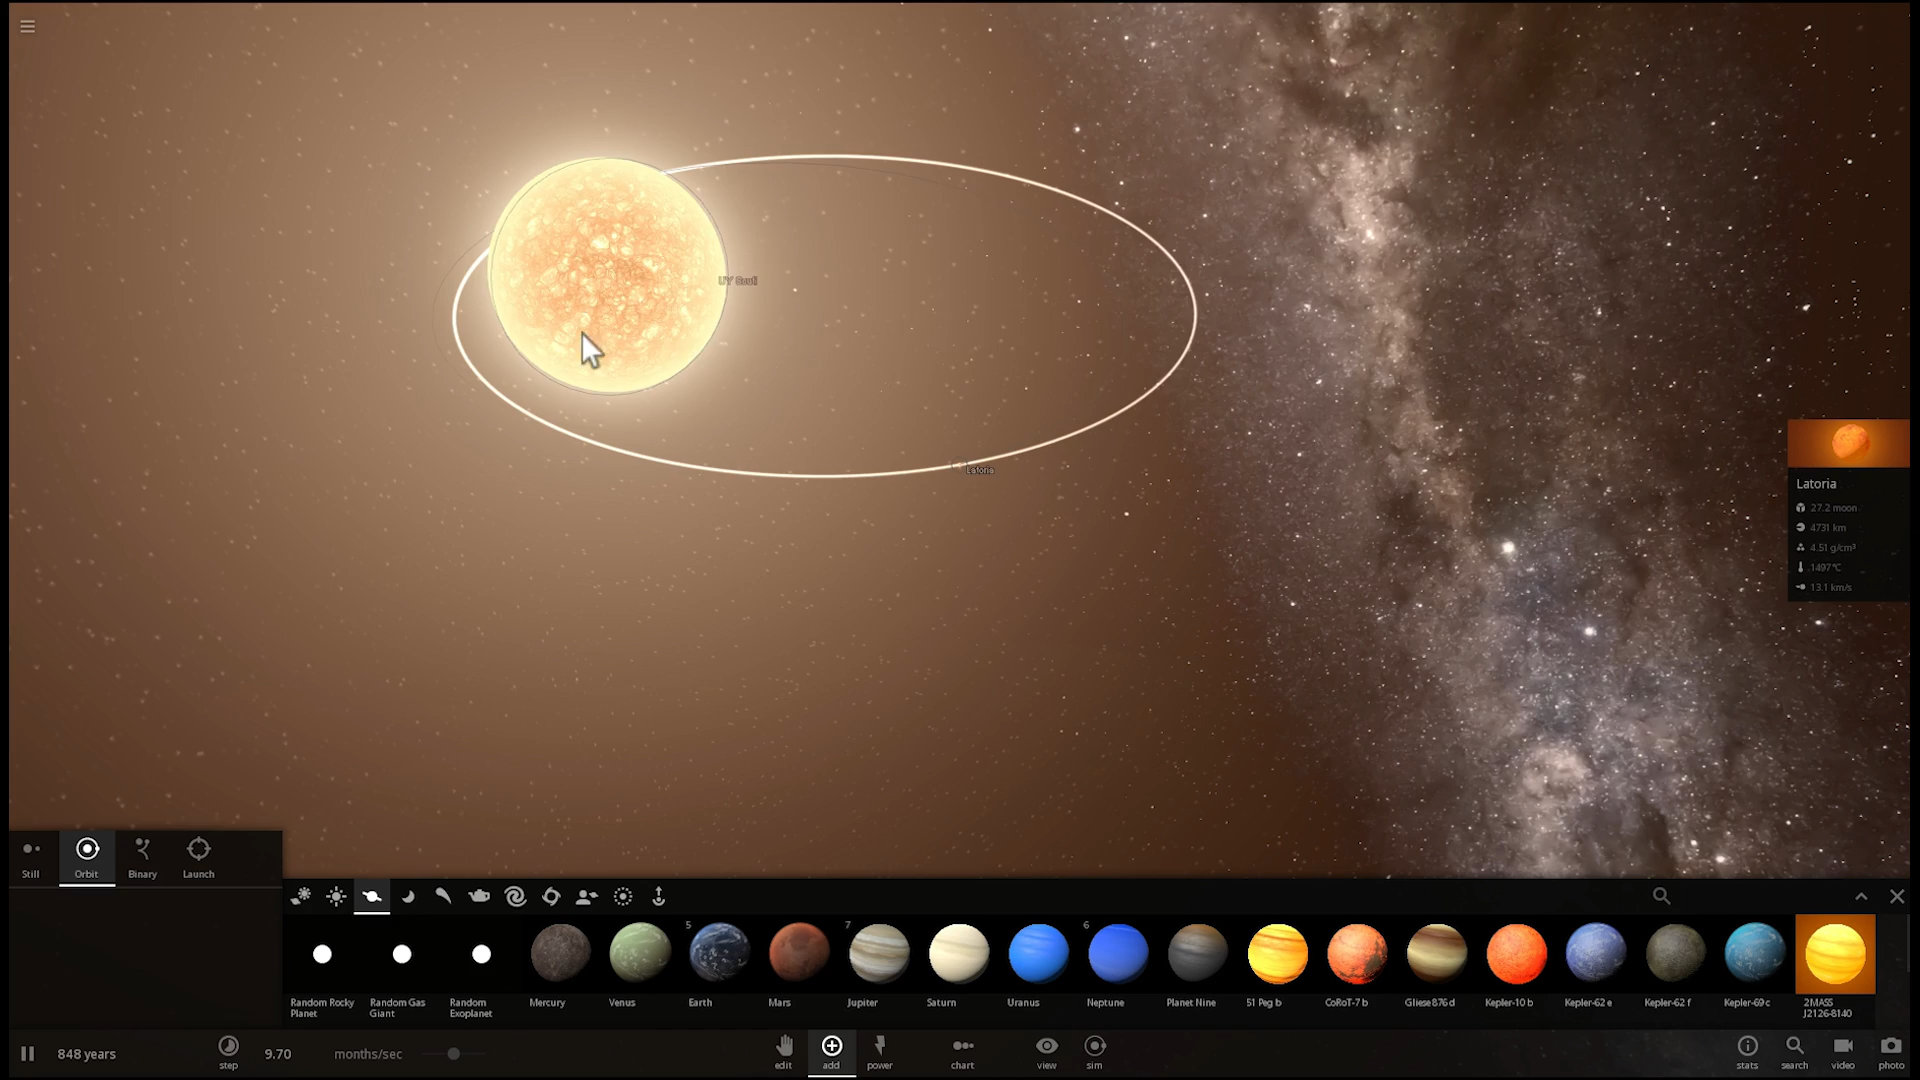 UY Scuti
Latoria
Latoria
27.2 moon
4731 km
4.51 g/cm³
1497°C
13.1 km/s
Still
Orbit
Binary
Launch
5
7
6
Random Rocky
Planet
Random Gas
Giant
Random
Exoplanet
Mercury
Venus
Earth
Mars
Jupiter
Saturn
Uranus
Neptune
Planet Nine
51 Peg b
CoRoT-7 b
Gliese 876 d
Kepler-10 b
Kepler-62 e
Kepler-62 f
Kepler-69 c
2MASS
J2126-8140
848 years
step
9.70
months/sec
edit
add
power
chart
view
sim
stats
search
video
photo